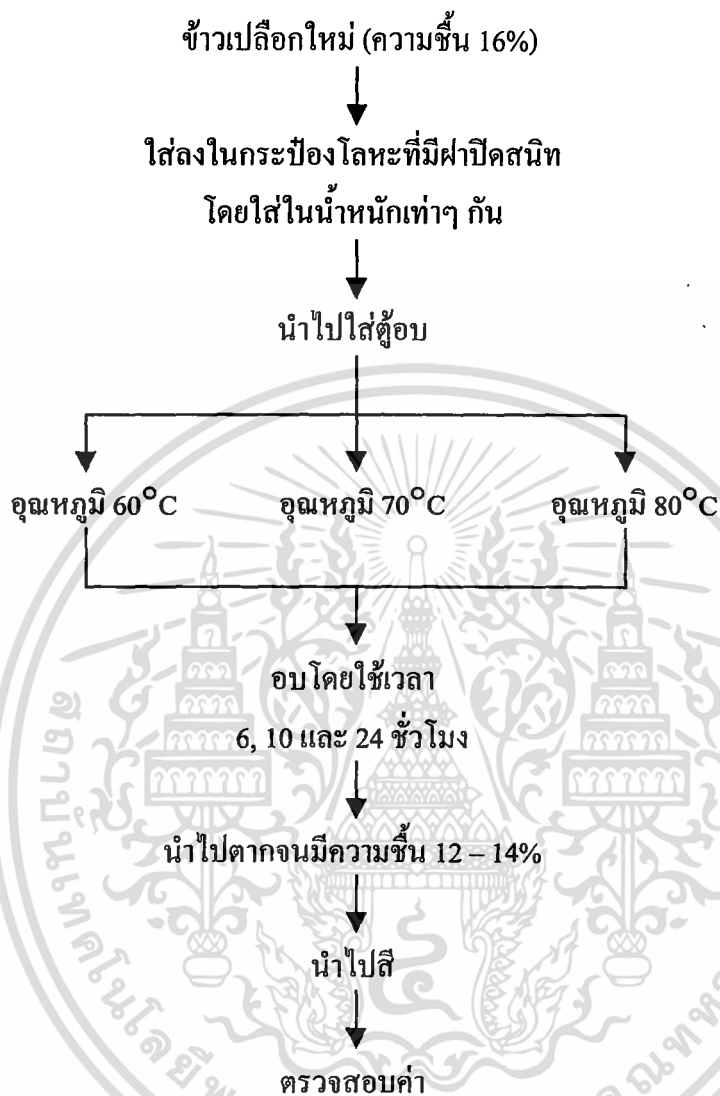 ข้าวเปลือกใหม่ (ความชื้น 16%)
ใส่ลงในกระป๋องโลหะที่มีฝาปิดสนิท
โดยใส่ในน้ำหนักเท่าๆ กัน
นำไปใส่ตู้อบ
อุณหภูมิ 60°C อุณหภูมิ 70°C อุณหภูมิ 80°C
อบโดยใช้เวลา
6, 10 และ 24 ชั่วโมง
นำไปตากจนมีความชื้น 12 – 14%
นำไปสี
ตรวจสอบค่า